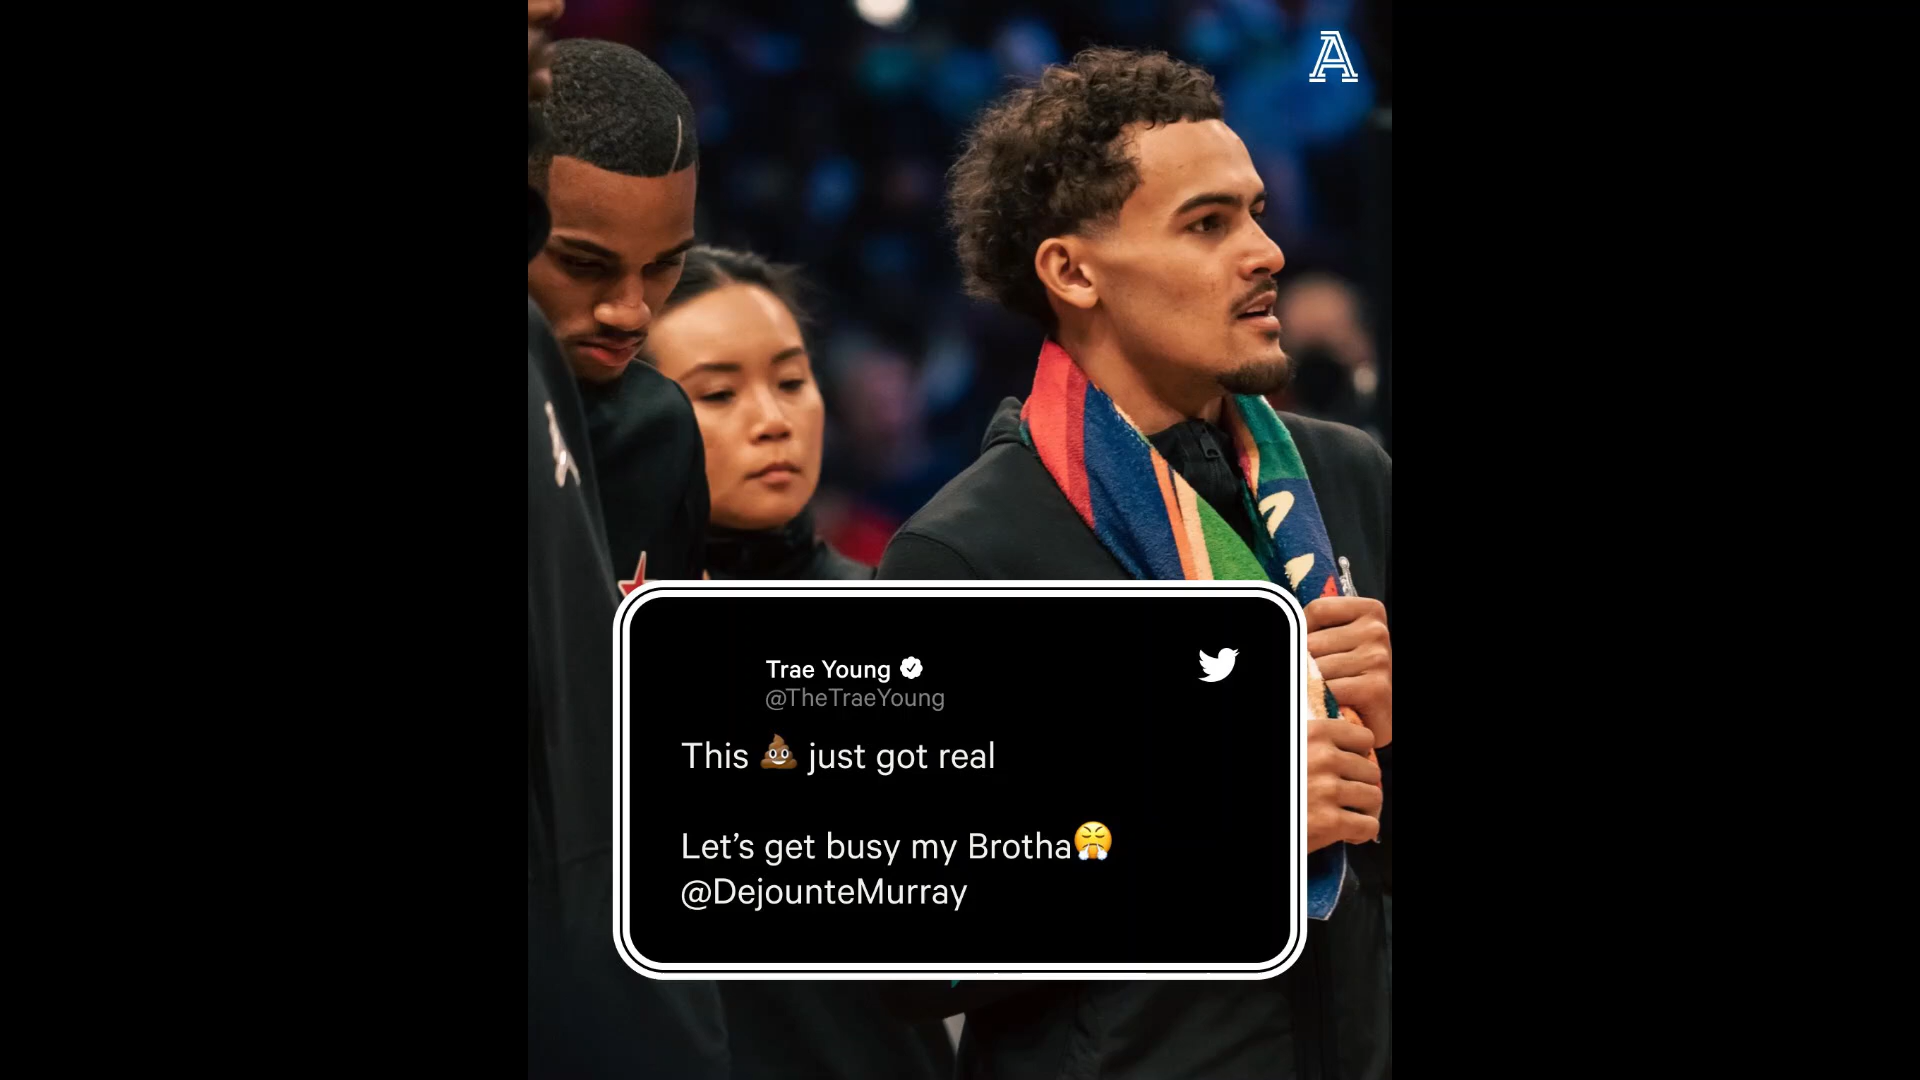 A
Trae Young
@TheTraeYoung
This 💩 just got real
Let's get busy my Brotha😤
@DejounteMurray